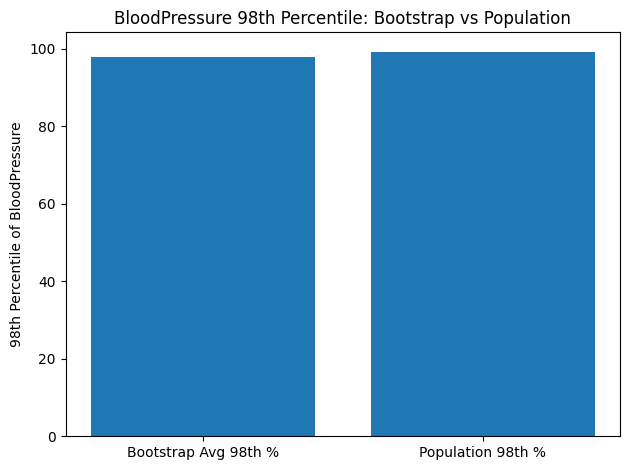 BloodPressure 98th Percentile: Bootstrap vs Population
98th Percentile of BloodPressure
100
80
60
40
20
0
Bootstrap Avg 98th %
Population 98th %